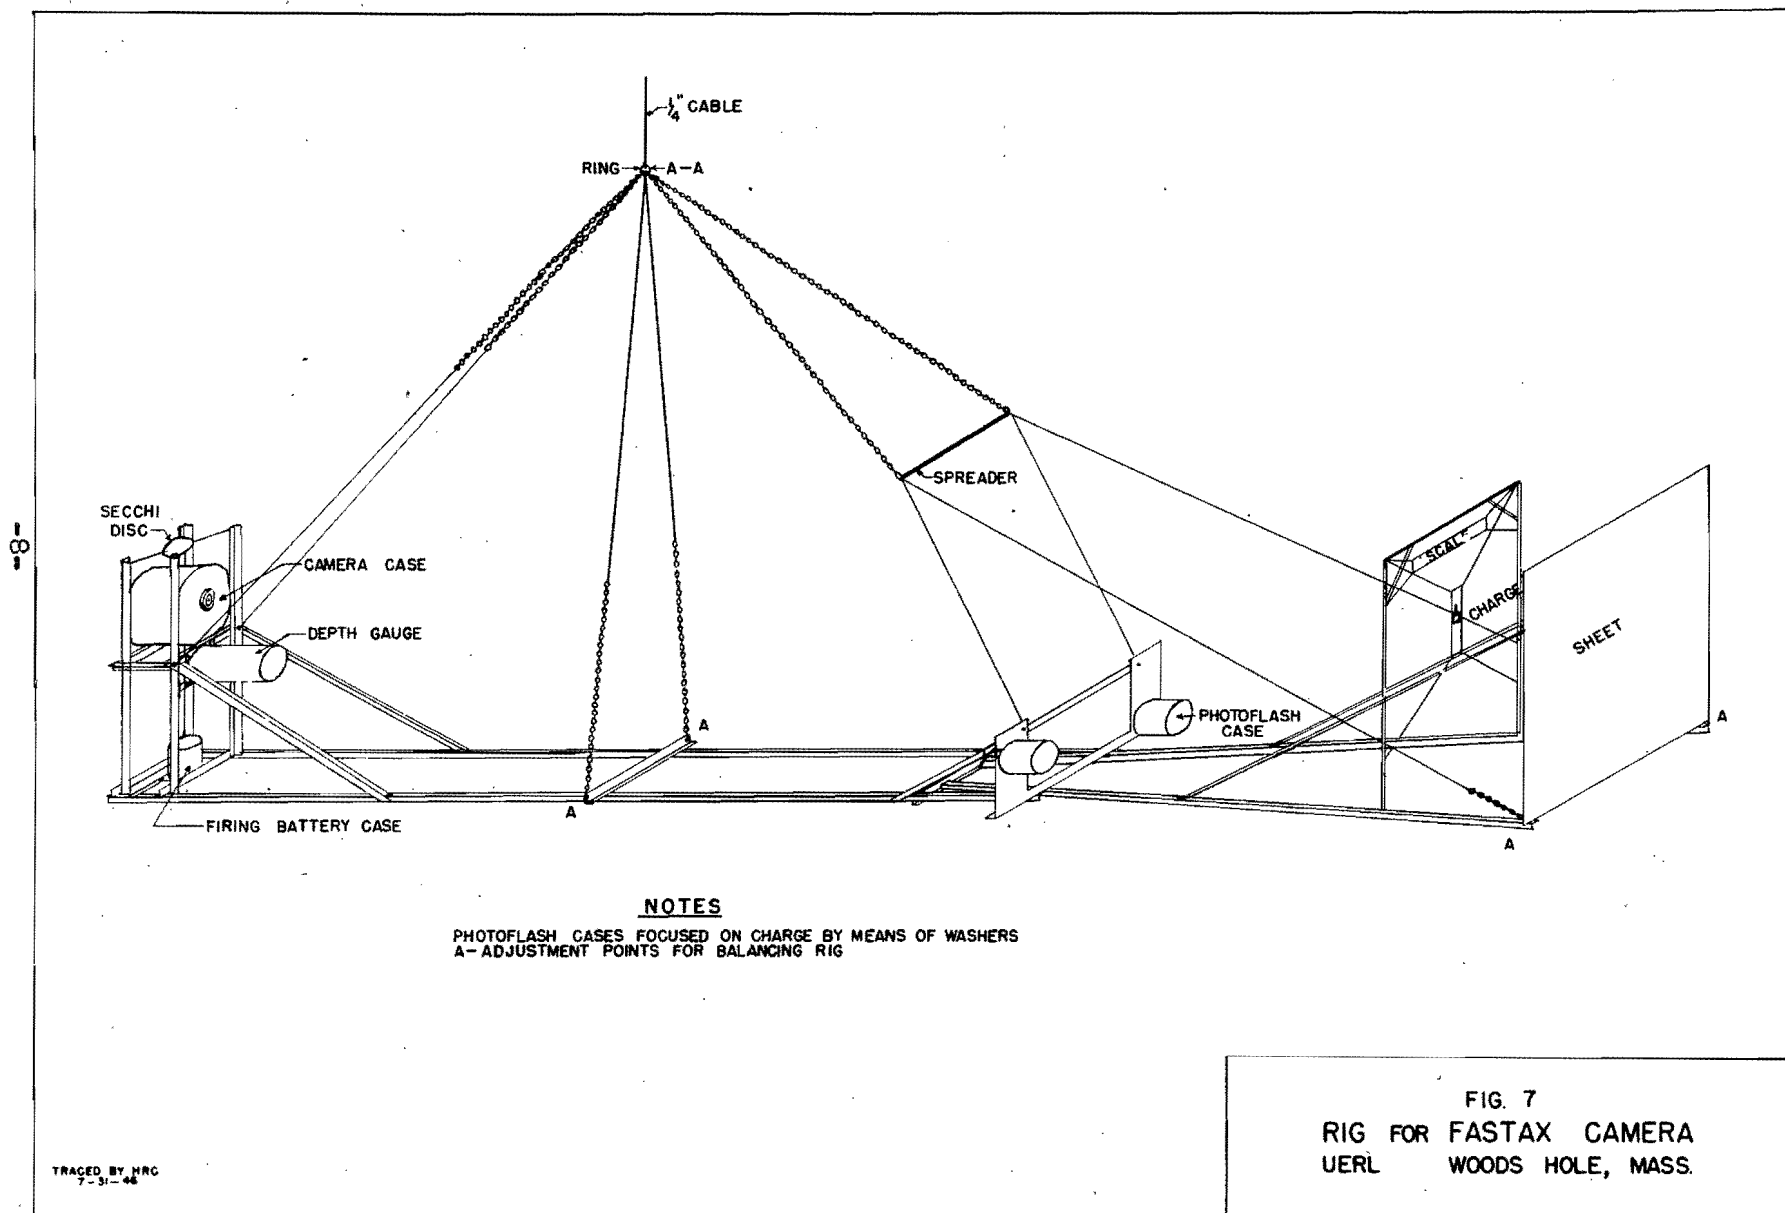 1/4" CABLE
RING A-A
SPREADER
SECCHI
DISC
CAMERA CASE
DEPTH GAUGE
SCALE
CHARGE
SHEET
PHOTOFLASH
CASE
A
A
A
A
FIRING BATTERY CASE
-8-
NOTES
PHOTOFLASH CASES FOCUSED ON CHARGE BY MEANS OF WASHERS
A-ADJUSTMENT POINTS FOR BALANCING RIG
FIG. 7
RIG FOR FASTAX CAMERA
UERL WOODS HOLE, MASS.
TRACED BY HRC
7-31-46